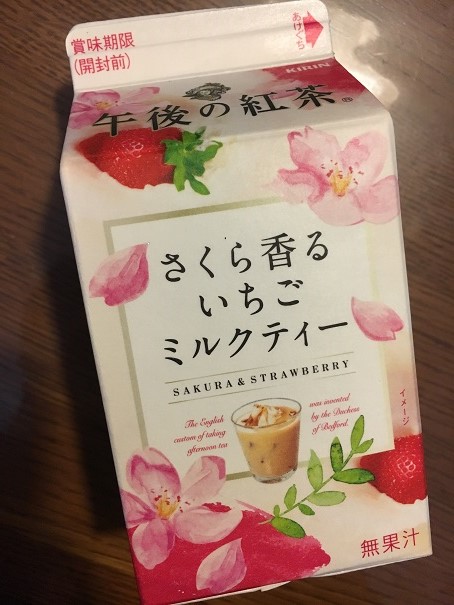 賞味期限
(開封前)
あけぐち
KIRIN
午後の紅茶®
さくら香る
いちご
ミルクティー
SAKURA & STRAWBERRY
The English
custom of taking
afternoon tea
was invented
by the Duchess
of Bedford.
イメージ
無果汁